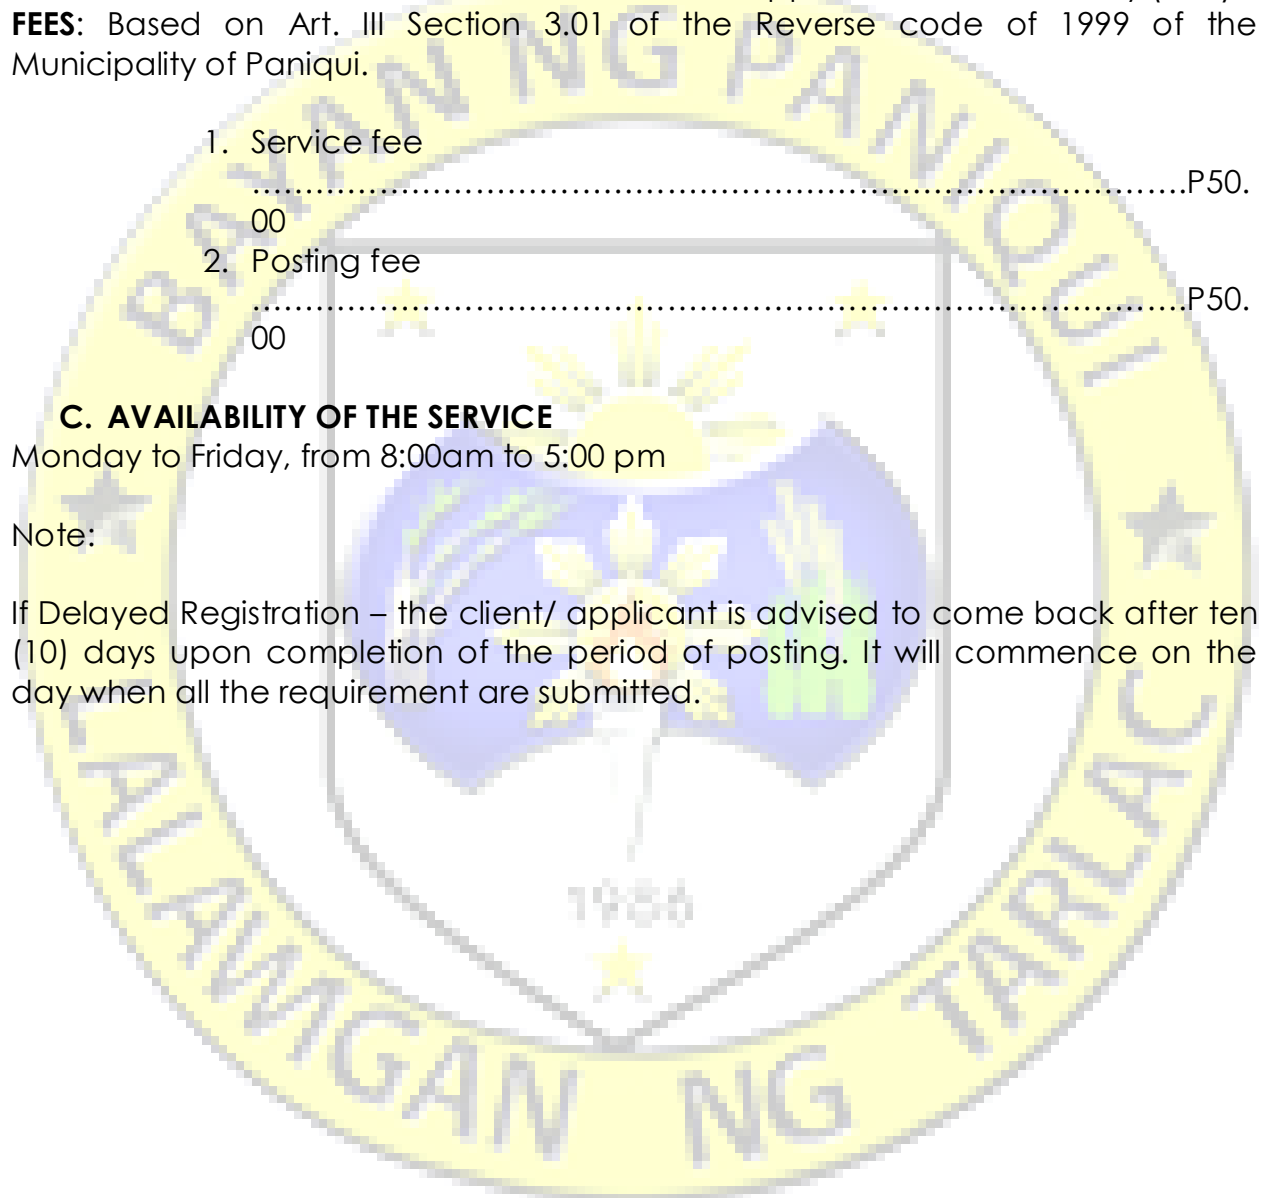 FEES: Based on Art. III Section 3.01 of the Reverse code of 1999 of the
Municipality of Paniqui.
1. Service fee
………………………………………………………………………………………………….P50.
00
2. Posting fee
………………………………………………………………………………………………….P50.
00
C. AVAILABILITY OF THE SERVICE
Monday to Friday, from 8:00am to 5:00 pm
Note:
If Delayed Registration – the client/ applicant is advised to come back after ten
(10) days upon completion of the period of posting. It will commence on the
day when all the requirement are submitted.
BAYAN NG PANIQUI
LALAWIGAN NG TARLAC
1986